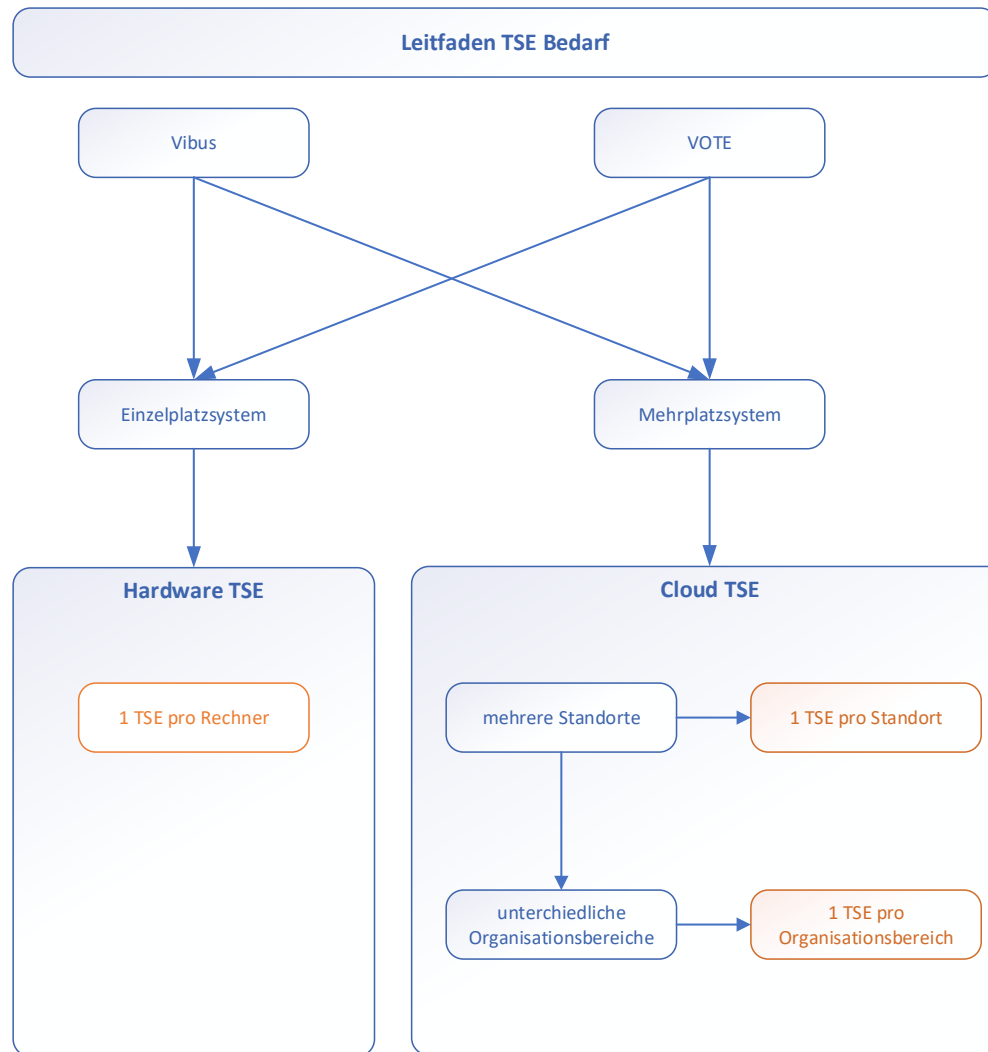 Leitfaden TSE Bedarf
Vibus
VOTE
Einzelplatzsystem
Mehrplatzsystem
Hardware TSE
Cloud TSE
1 TSE pro Rechner
mehrere Standorte
1 TSE pro Standort
unterchiedliche
Organisationsbereiche
1 TSE pro
Organisationsbereich